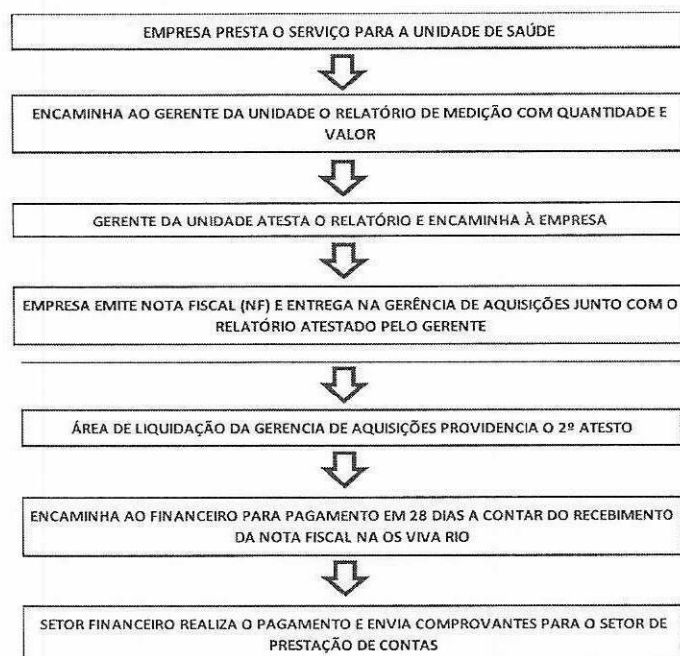 EMPRESA PRESTA O SERVIÇO PARA A UNIDADE DE SAÚDE
ENCAMINHA AO GERENTE DA UNIDADE O RELATÓRIO DE MEDIÇÃO COM QUANTIDADE E
VALOR
GERENTE DA UNIDADE ATESTA O RELATÓRIO E ENCAMINHA À EMPRESA
EMPRESA EMITE NOTA FISCAL (NF) E ENTREGA NA GERÊNCIA DE AQUISIÇÕES JUNTO COM O
RELATÓRIO ATESTADO PELO GERENTE
ÁREA DE LIQUIDAÇÃO DA GERENCIA DE AQUISIÇÕES PROVIDENCIA O 2º ATESTO
ENCAMINHA AO FINANCEIRO PARA PAGAMENTO EM 28 DIAS A CONTAR DO RECEBIMENTO
DA NOTA FISCAL NA OS VIVA RIO
SETOR FINANCEIRO REALIZA O PAGAMENTO E ENVIA COMPROVANTES PARA O SETOR DE
PRESTAÇÃO DE CONTAS